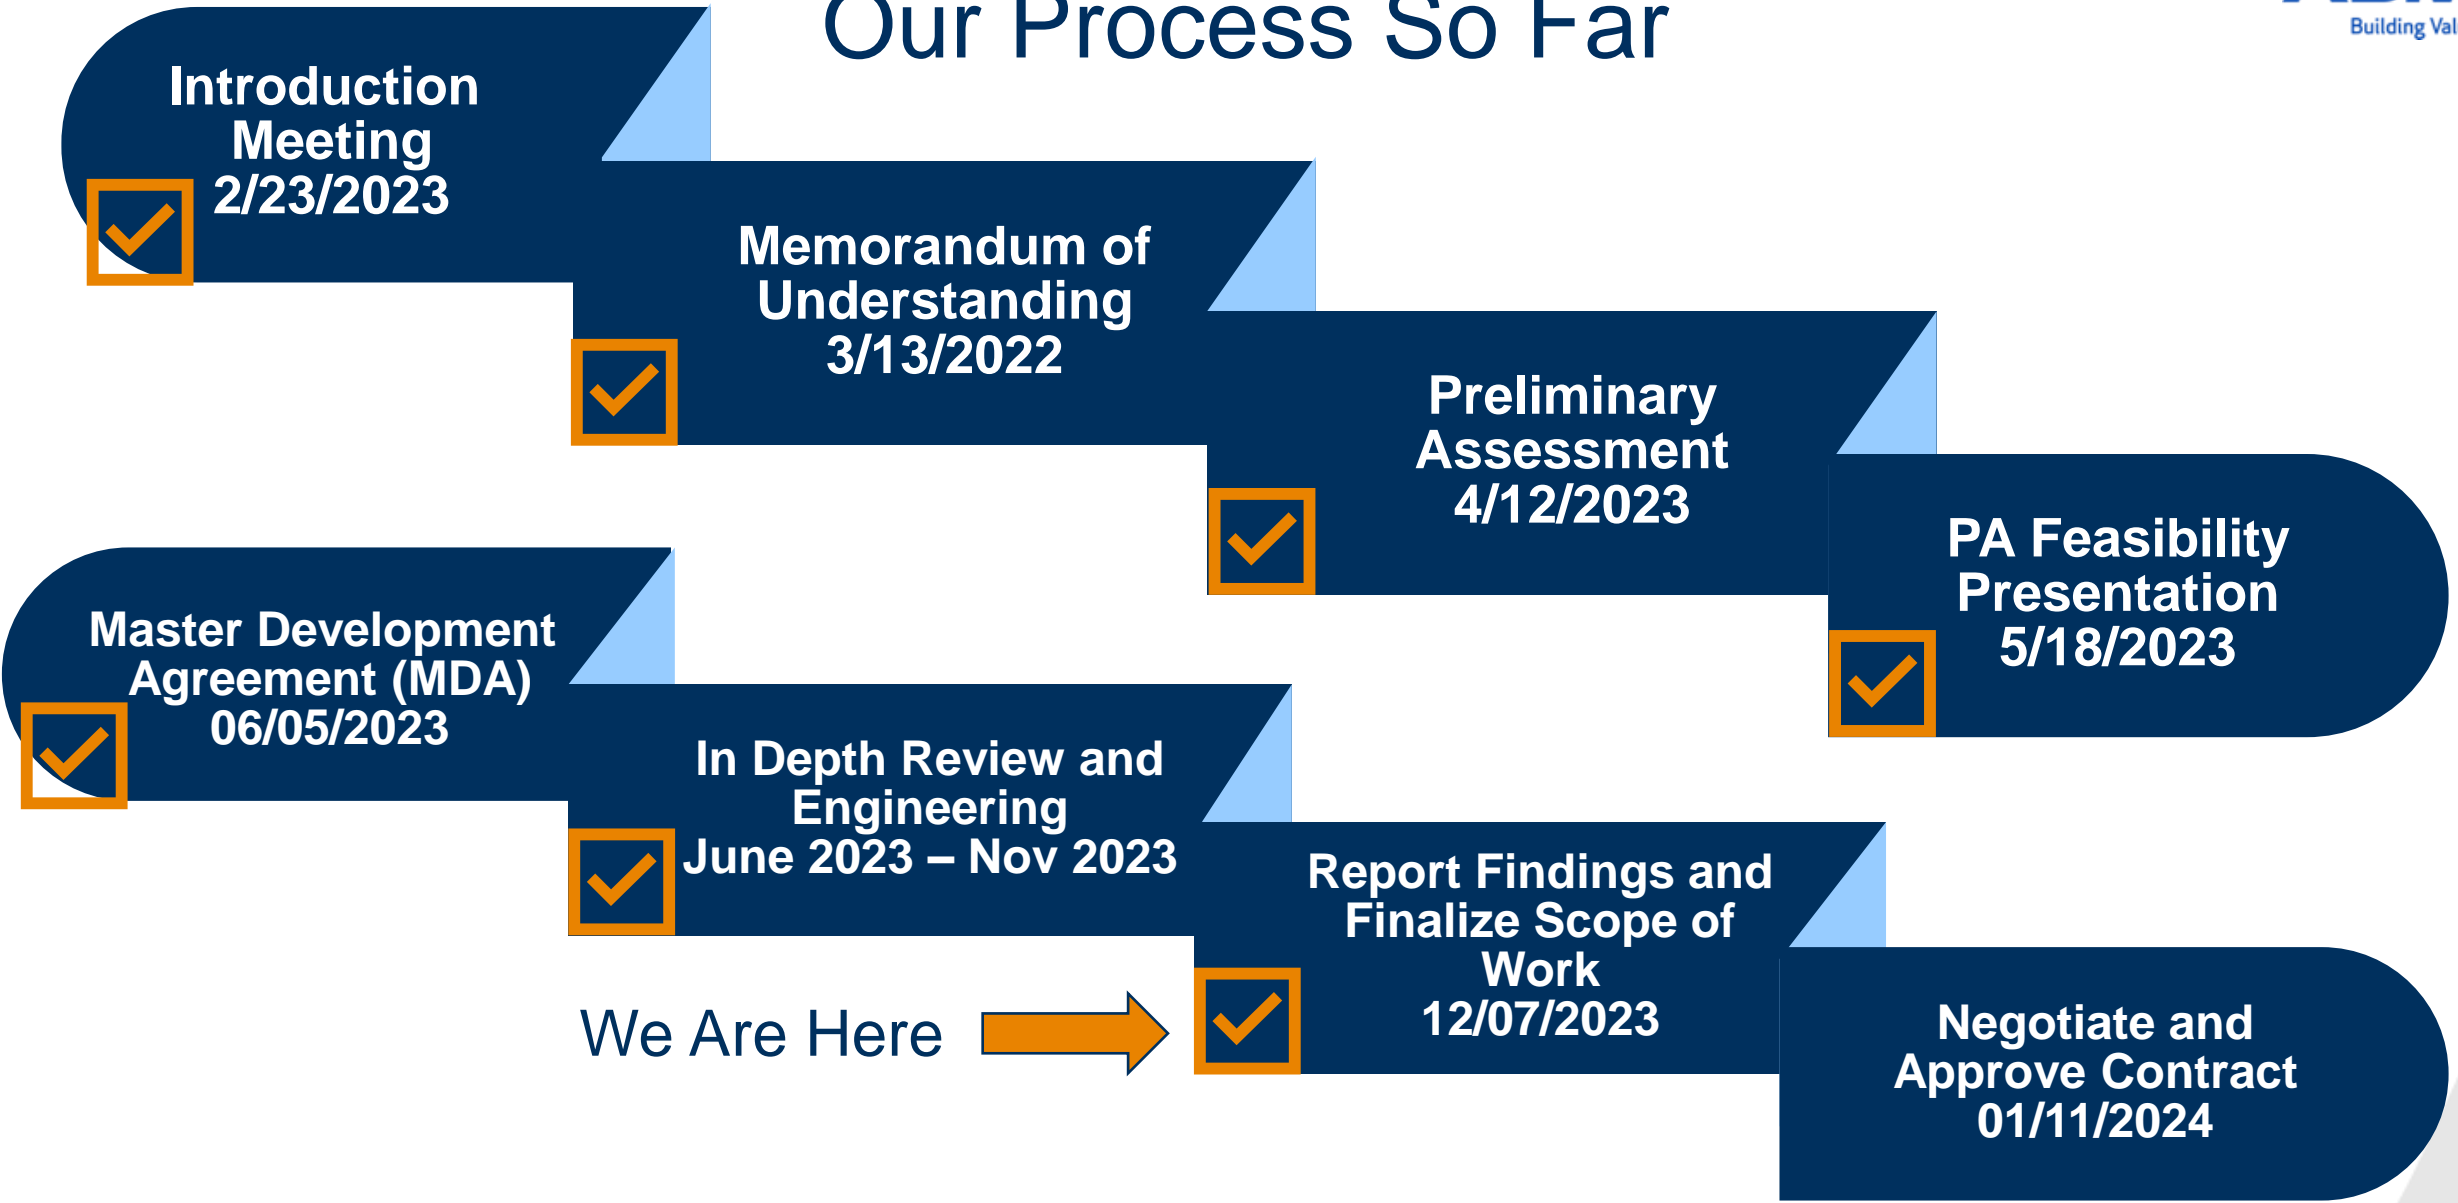 Our Process So Far
Building
Introduction
Meeting
2/23/2023
Memorandum of
Understanding
3/13/2022
Preliminary
Assessment
4/12/2023
PA Feasibility
Presentation
5/18/2023
Master Development
Agreement (MDA)
06/05/2023
In Depth Review and
Engineering
June 2023 – Nov 2023
Report Findings and
Finalize Scope of
Work
12/07/2023
We Are Here
Negotiate and
Approve Contract
01/11/2024